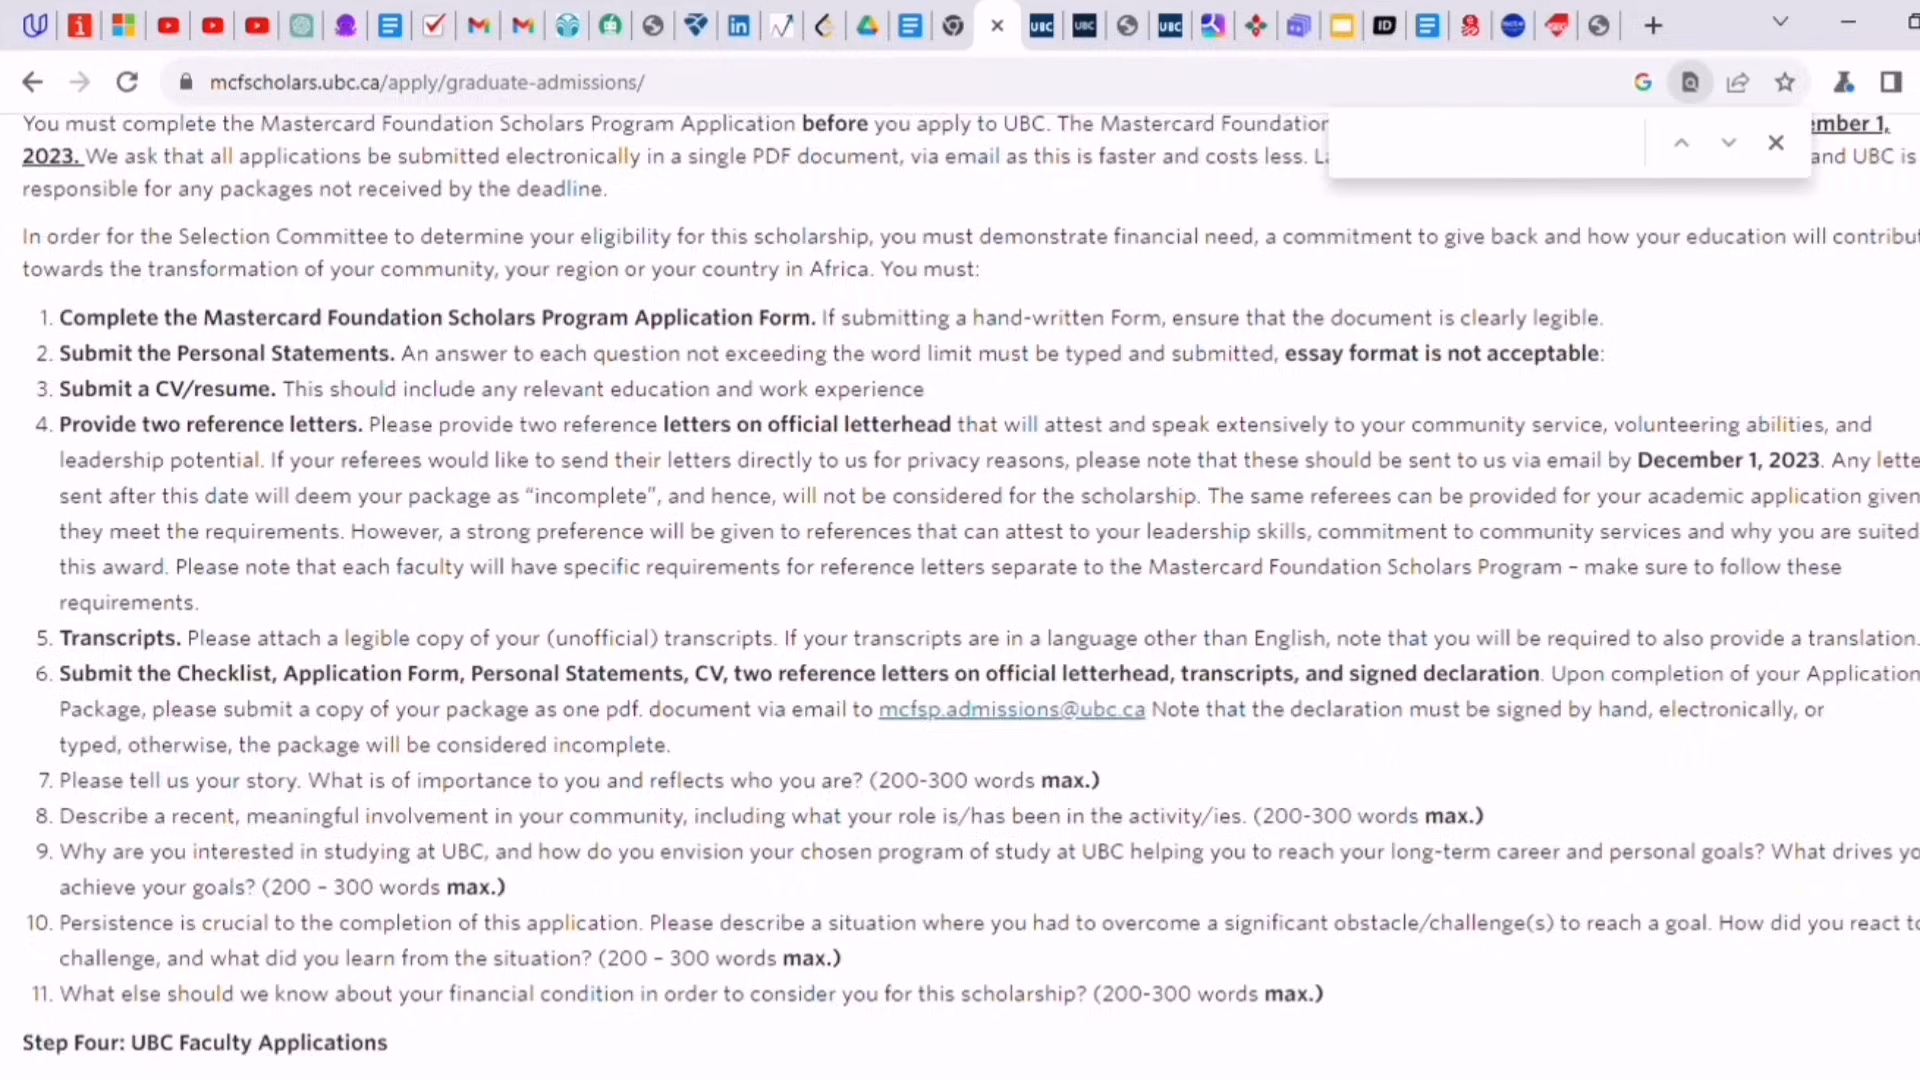 UBC UBC UBC ID
mcfscholars.ubc.ca/apply/graduate-admissions/
You must complete the Mastercard Foundation Scholars Program Application before you apply to UBC. The Mastercard Foundation ember 1,
2023. We ask that all applications be submitted electronically in a single PDF document, via email as this is faster and costs less. and UBC is
responsible for any packages not received by the deadline.
In order for the Selection Committee to determine your eligibility for this scholarship, you must demonstrate financial need, a commitment to give back and how your education will contribut
towards the transformation of your community, your region or your country in Africa. You must:
1. Complete the Mastercard Foundation Scholars Program Application Form. If submitting a hand-written Form, ensure that the document is clearly legible.
2. Submit the Personal Statements. An answer to each question not exceeding the word limit must be typed and submitted, essay format is not acceptable:
3. Submit a CV/resume. This should include any relevant education and work experience
4. Provide two reference letters. Please provide two reference letters on official letterhead that will attest and speak extensively to your community service, volunteering abilities, and
leadership potential. If your referees would like to send their letters directly to us for privacy reasons, please note that these should be sent to us via email by December 1, 2023. Any lette
sent after this date will deem your package as “incomplete”, and hence, will not be considered for the scholarship. The same referees can be provided for your academic application given
they meet the requirements. However, a strong preference will be given to references that can attest to your leadership skills, commitment to community services and why you are suited
this award. Please note that each faculty will have specific requirements for reference letters separate to the Mastercard Foundation Scholars Program – make sure to follow these
requirements.
5. Transcripts. Please attach a legible copy of your (unofficial) transcripts. If your transcripts are in a language other than English, note that you will be required to also provide a translation.
6. Submit the Checklist, Application Form, Personal Statements, CV, two reference letters on official letterhead, transcripts, and signed declaration. Upon completion of your Application
Package, please submit a copy of your package as one pdf. document via email to mcfsp.admissions@ubc.ca Note that the declaration must be signed by hand, electronically, or
typed, otherwise, the package will be considered incomplete.
7. Please tell us your story. What is of importance to you and reflects who you are? (200-300 words max.)
8. Describe a recent, meaningful involvement in your community, including what your role is/has been in the activity/ies. (200-300 words max.)
9. Why are you interested in studying at UBC, and how do you envision your chosen program of study at UBC helping you to reach your long-term career and personal goals? What drives yo
achieve your goals? (200 – 300 words max.)
10. Persistence is crucial to the completion of this application. Please describe a situation where you had to overcome a significant obstacle/challenge(s) to reach a goal. How did you react to
challenge, and what did you learn from the situation? (200 – 300 words max.)
11. What else should we know about your financial condition in order to consider you for this scholarship? (200-300 words max.)
Step Four: UBC Faculty Applications